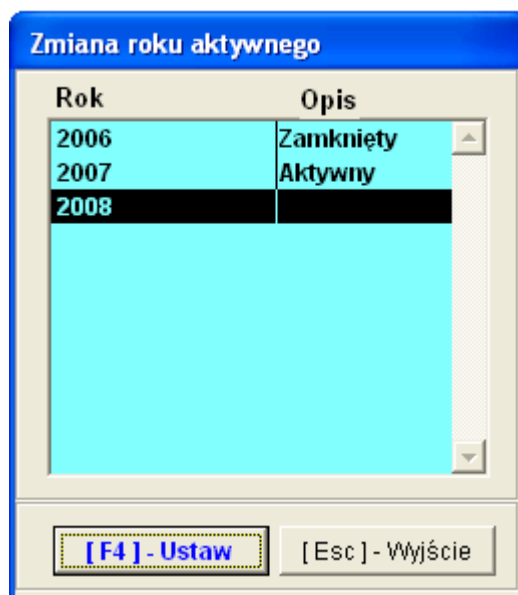 Zmiana roku aktywnego
Rok Opis
2006 Zamknięty
2007 Aktywny
2008
[ F4 ] - Ustaw [ Esc ] - Wyjście